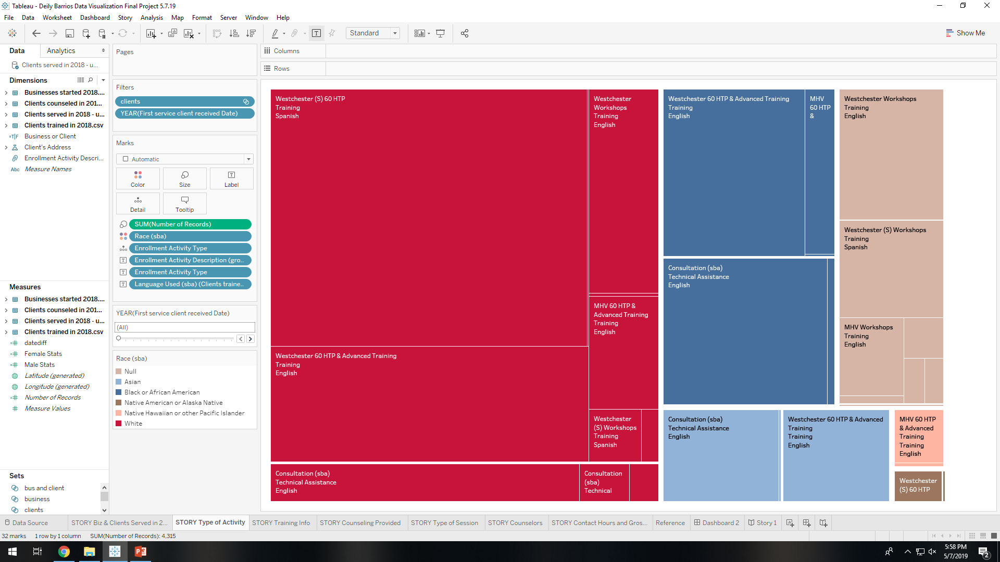 Tableau - Deily Barrios Data Visualization Final Project 5.7.19
File Data Worksheet Dashboard Story Analysis Map Format Server Window Help
Standard
Show Me
Data Analytics
Clients served in 2018 - u...
Dimensions
Businesses started 2018....
Clients counseled in 201...
Clients served in 2018 - u...
Clients trained in 2018.csv
=T|F Business or Client
Client's Address
Enrollment Activity Descri...
Abc Measure Names
Measures
Businesses started 2018....
Clients counseled in 201...
Clients served in 2018 - u...
Clients trained in 2018.csv
=# datediff
=# Female Stats
=# Male Stats
Latitude (generated)
Longitude (generated)
=# Number of Records
# Measure Values
Sets
bus and client
business
clients
Pages
Filters
clients
YEAR(First service client received Date)
Marks
Automatic
Color Size Label
Detail Tooltip
SUM(Number of Records)
Race (sba)
Enrollment Activity Type
Enrollment Activity Description (gro..
Enrollment Activity Type
Language Used (sba) (Clients traine..
YEAR(First service client received Date)
(All)
Race (sba)
Null
Asian
Black or African American
Native American or Alaska Native
Native Hawaiian or other Pacific Islander
White
Columns
Rows
Westchester (S) 60 HTP
Training
Spanish
Westchester 60 HTP & Advanced Training
Training
English
Consultation (sba)
Technical Assistance
English
Consultation
(sba)
Technical
Westchester
Workshops
Training
English
MHV 60 HTP &
Advanced Training
Training
English
Westchester
(S) Workshops
Training
Spanish
Westchester 60 HTP & Advanced Training
Training
English
MHV
60 HTP
&
Consultation (sba)
Technical Assistance
English
Westchester Workshops
Training
English
Westchester (S) Workshops
Training
Spanish
MHV Workshops
Training
English
Consultation (sba)
Technical Assistance
English
Westchester 60 HTP & Advanced
Training
Training
English
MHV 60 HTP
& Advanced
Training
Training
English
Westchester
(S) 60 HTP
Data Source STORY Biz & Clients Served in 2... STORY Type of Activity STORY Training Info STORY Counseling Provided STORY Type of Session STORY Counselors STORY Contact Hours and Gros... Reference Dashboard 2 Story 1
32 marks 1 row by 1 column SUM(Number of Records): 4,315
5:58 PM
5/7/2019
2